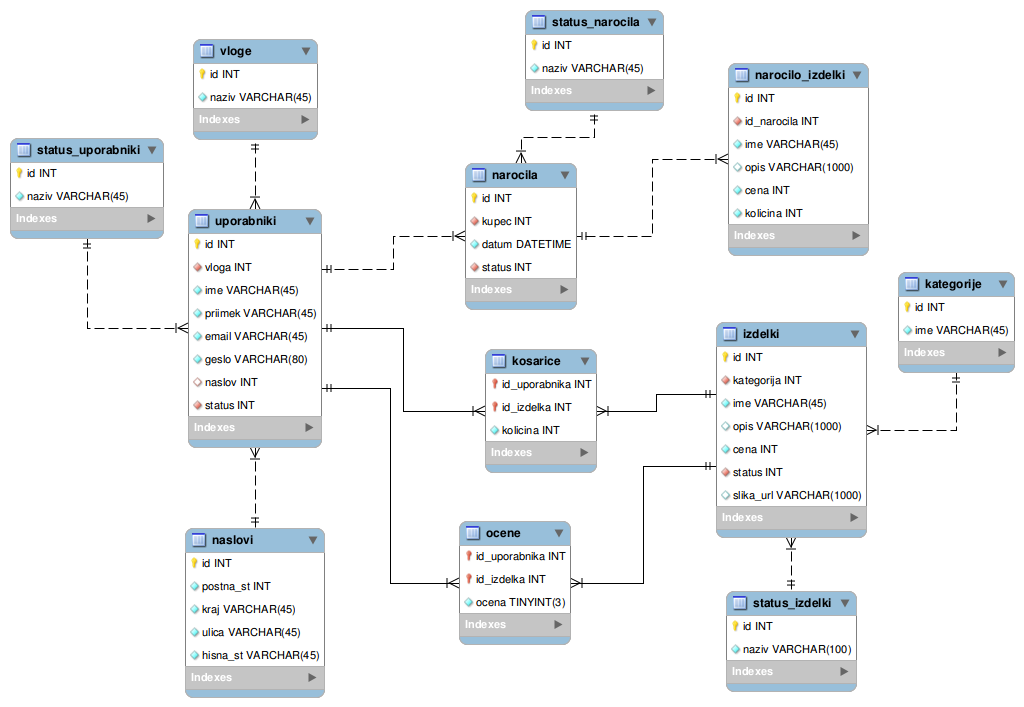 status_narocila
id INT
naziv VARCHAR(45)
Indexes
vloge
id INT
naziv VARCHAR(45)
Indexes
narocilo_izdelki
id INT
id_narocila INT
ime VARCHAR(45)
opis VARCHAR(1000)
cena INT
kolicina INT
Indexes
status_uporabniki
id INT
naziv VARCHAR(45)
Indexes
narocila
id INT
kupec INT
datum DATETIME
status INT
Indexes
uporabniki
id INT
vloga INT
ime VARCHAR(45)
priimek VARCHAR(45)
email VARCHAR(45)
geslo VARCHAR(80)
naslov INT
status INT
Indexes
kategorije
id INT
ime VARCHAR(45)
Indexes
izdelki
id INT
kategorija INT
ime VARCHAR(45)
opis VARCHAR(1000)
cena INT
status INT
slika_url VARCHAR(1000)
Indexes
kosarice
id_uporabnika INT
id_izdelka INT
kolicina INT
Indexes
ocene
id_uporabnika INT
id_izdelka INT
ocena TINYINT(3)
Indexes
naslovi
id INT
postna_st INT
kraj VARCHAR(45)
ulica VARCHAR(45)
hisna_st VARCHAR(45)
Indexes
status_izdelki
id INT
naziv VARCHAR(100)
Indexes